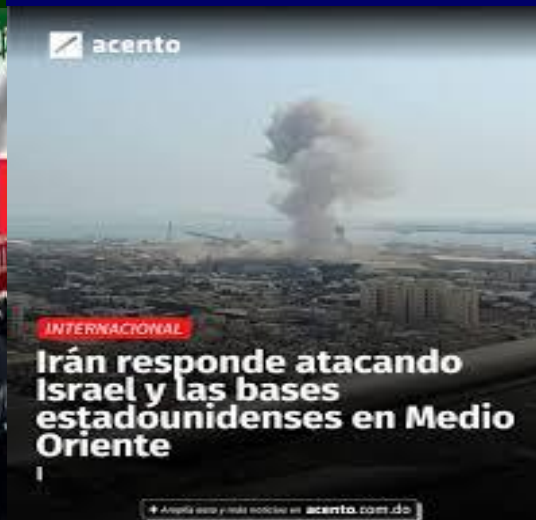 acento
INTERNACIONAL
Irán responde atacando
Israel y las bases
estadounidenses en Medio
Oriente
+ Amplía esta y más noticias en acento.com.do